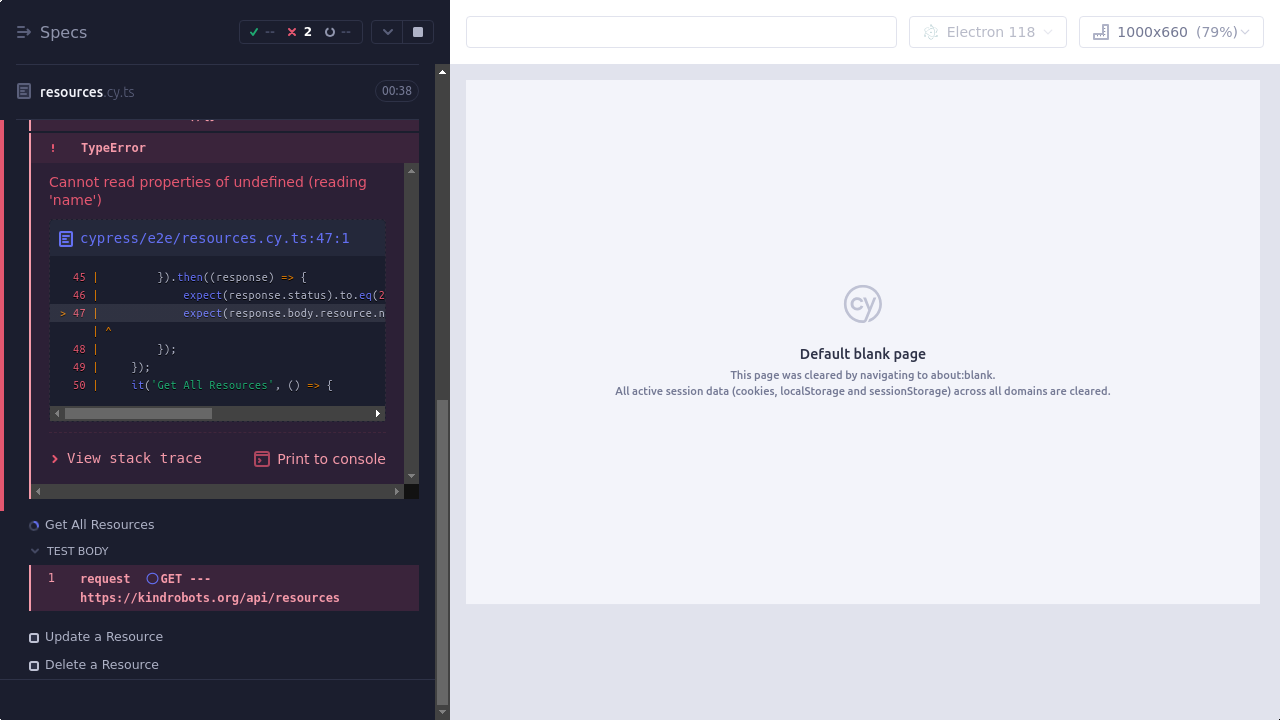 Specs
-- 2 --
Electron 118
1000x660 (79%)
resources.cy.ts
00:38
! TypeError
Cannot read properties of undefined (reading
'name')
cypress/e2e/resources.cy.ts:47:1
45 | }).then((response) => {
46 | expect(response.status).to.eq(2
> 47 | expect(response.body.resource.n
| ^
48 | });
49 | });
50 | it('Get All Resources', () => {
View stack trace
Print to console
Get All Resources
TEST BODY
1 request GET ---
https://kindrobots.org/api/resources
Update a Resource
Delete a Resource
cy
Default blank page
This page was cleared by navigating to about:blank.
All active session data (cookies, localStorage and sessionStorage) across all domains are cleared.